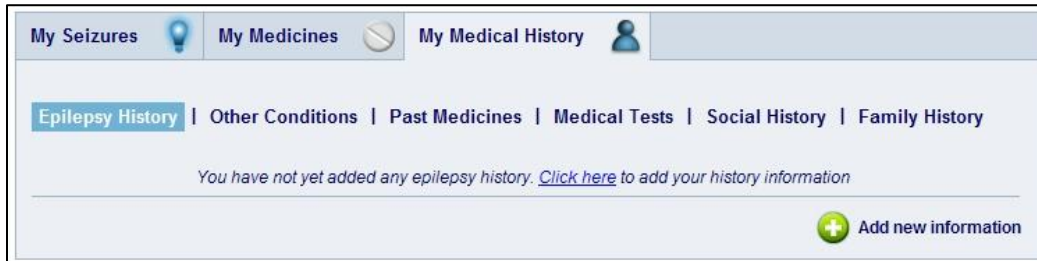 My Seizures My Medicines My Medical History
Epilepsy History | Other Conditions | Past Medicines | Medical Tests | Social History | Family History
You have not yet added any epilepsy history. Click here to add your history information
Add new information